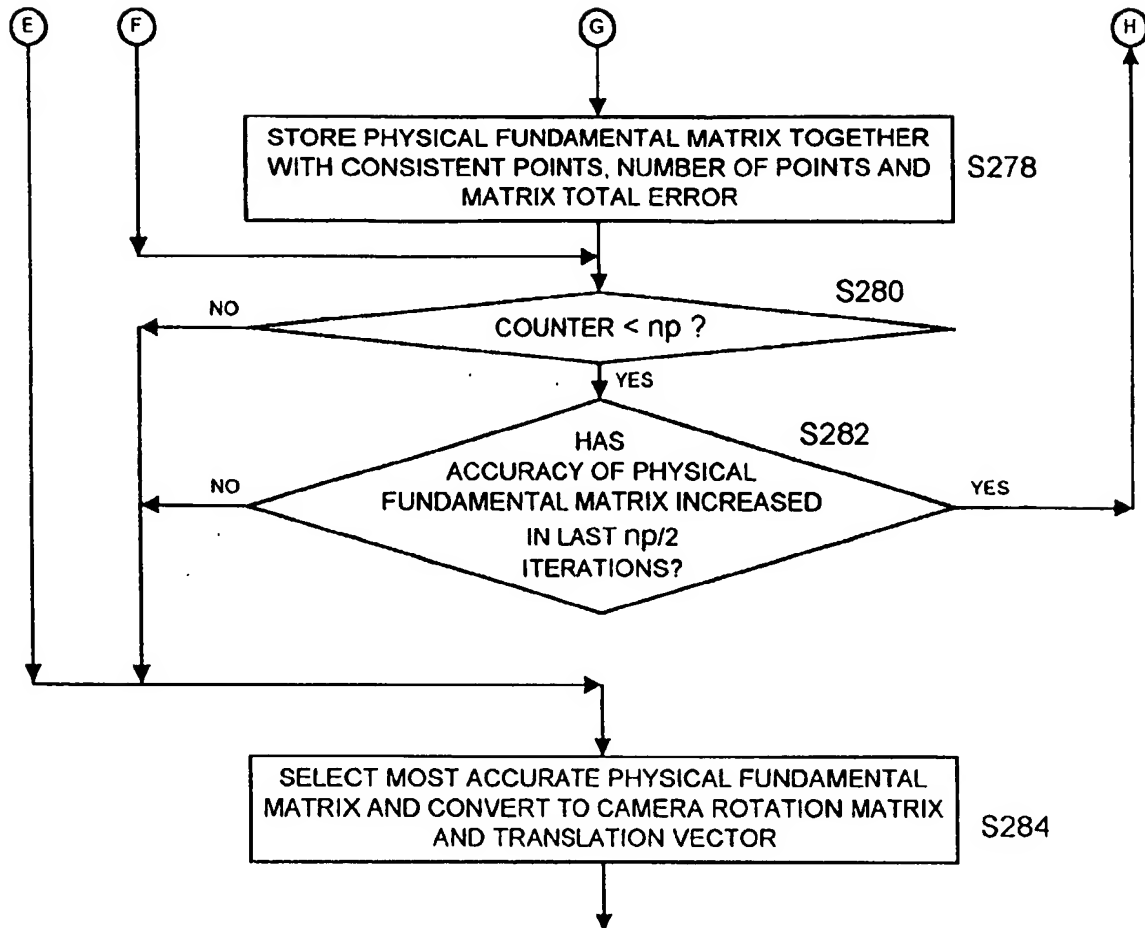 E
F
G
H
STORE PHYSICAL FUNDAMENTAL MATRIX TOGETHER
WITH CONSISTENT POINTS, NUMBER OF POINTS AND
MATRIX TOTAL ERROR
S278
S280
NO
COUNTER < np ?
YES
S282
HAS
ACCURACY OF PHYSICAL
FUNDAMENTAL MATRIX INCREASED
IN LAST np/2
ITERATIONS?
NO
YES
SELECT MOST ACCURATE PHYSICAL FUNDAMENTAL
MATRIX AND CONVERT TO CAMERA ROTATION MATRIX
AND TRANSLATION VECTOR
S284